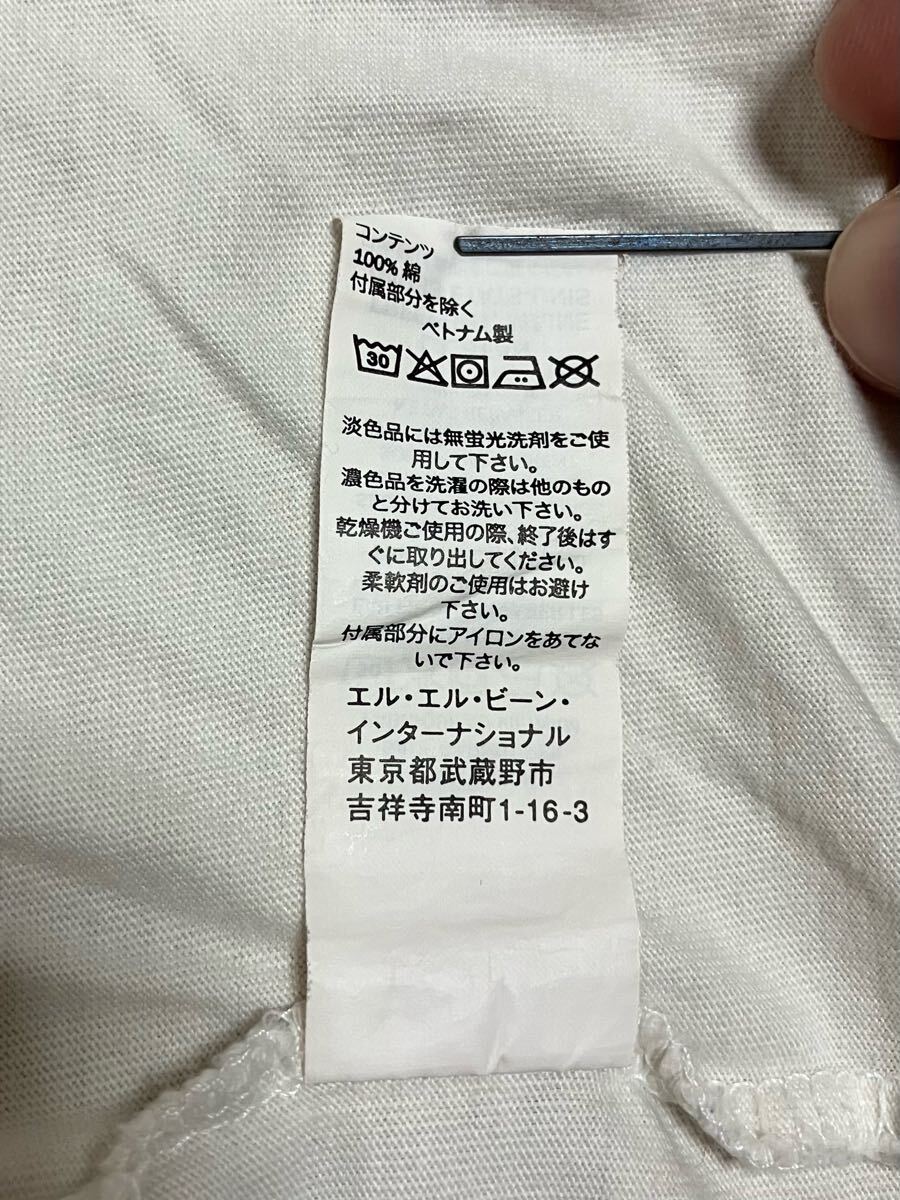 コンテンツ
100% 綿
付属部分を除く
ベトナム製
30
淡色品には無蛍光洗剤をご使
用して下さい。
濃色品を洗濯の際は他のもの
と分けてお洗い下さい。
乾燥機ご使用の際、終了後はす
ぐに取り出してください。
柔軟剤のご使用はお避け
下さい。
付属部分にアイロンをあてな
いで下さい。
エル・エル・ビーン・
インターナショナル
東京都武蔵野市
吉祥寺南町1-16-3